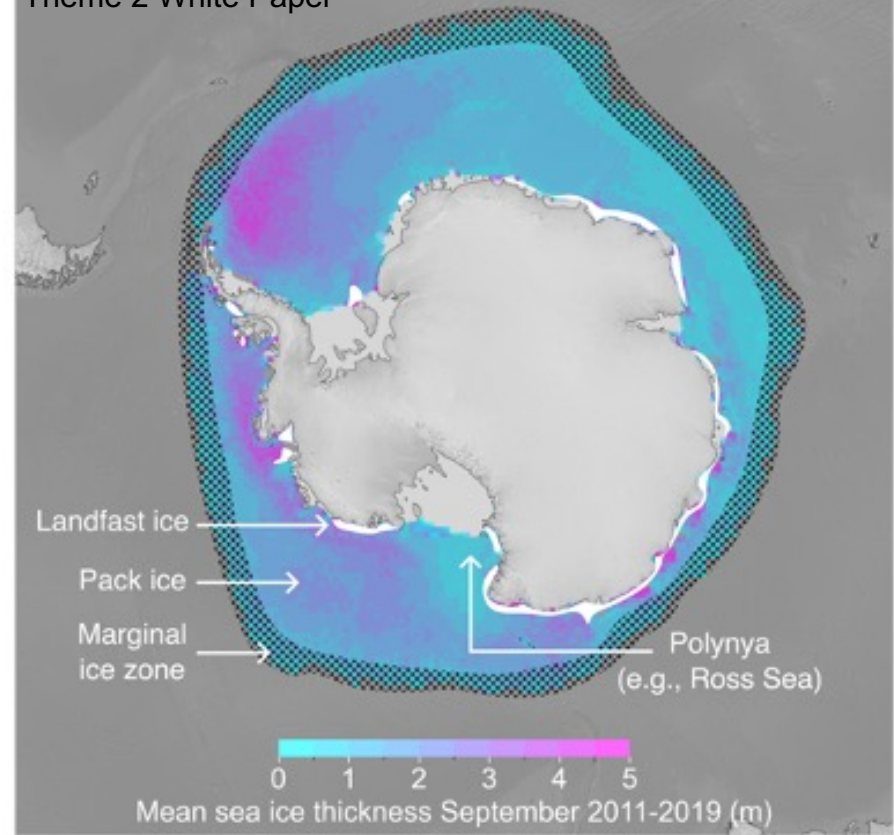 Theme 2 White Paper
Landfast ice
Pack ice
Marginal
ice zone
Polynya
(e.g., Ross Sea)
0 1 2 3 4 5
Mean sea ice thickness September 2011-2019 (m)